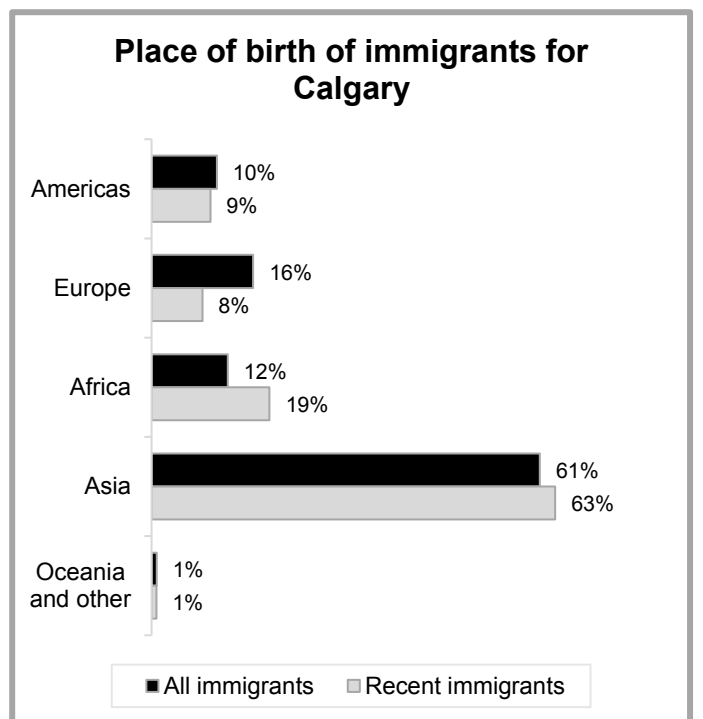 Place of birth of immigrants for
Calgary
Americas
10%
9%
Europe
16%
8%
Africa
12%
19%
Asia
61%
63%
Oceania
and other
1%
1%
All immigrants
Recent immigrants